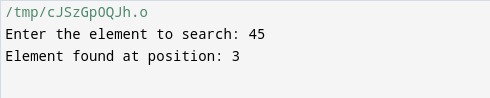 /tmp/cJSzGpOQJh.o
Enter the element to search: 45
Element found at position: 3